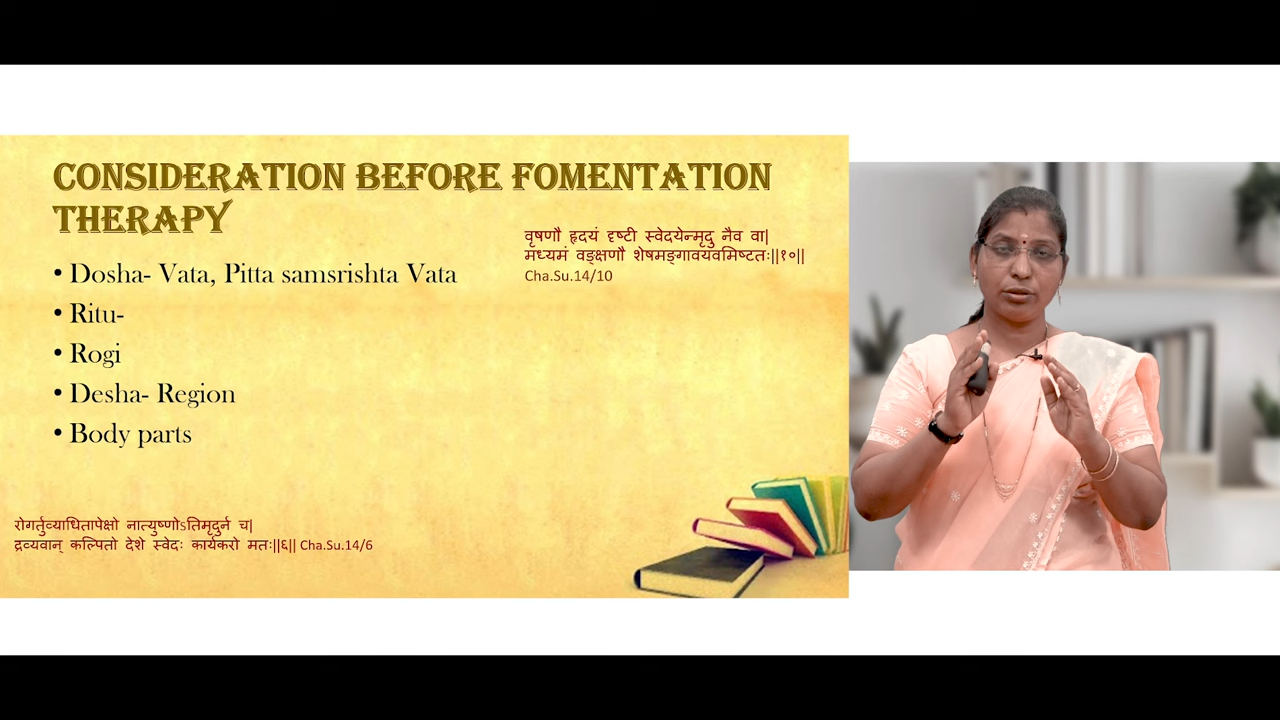 CONSIDERATION BEFORE FOMENTATION
THERAPY
वृषणौ हृदयं दृष्टी स्वेदयेन्मृदु नैव वा|
मध्यमं वङ्क्षणौ शेषमङ्गावयवमिष्टतः||१०||
Cha.Su.14/10
• Dosha- Vata, Pitta samsrishta Vata
• Ritu-
• Rogi
• Desha- Region
• Body parts
रोगर्तुव्याधितापेक्षो नात्युष्णोऽतिमृदुर्न च|
द्रव्यवान् कल्पितो देशे स्वेदः कार्यकरो मतः||६|| Cha.Su.14/6